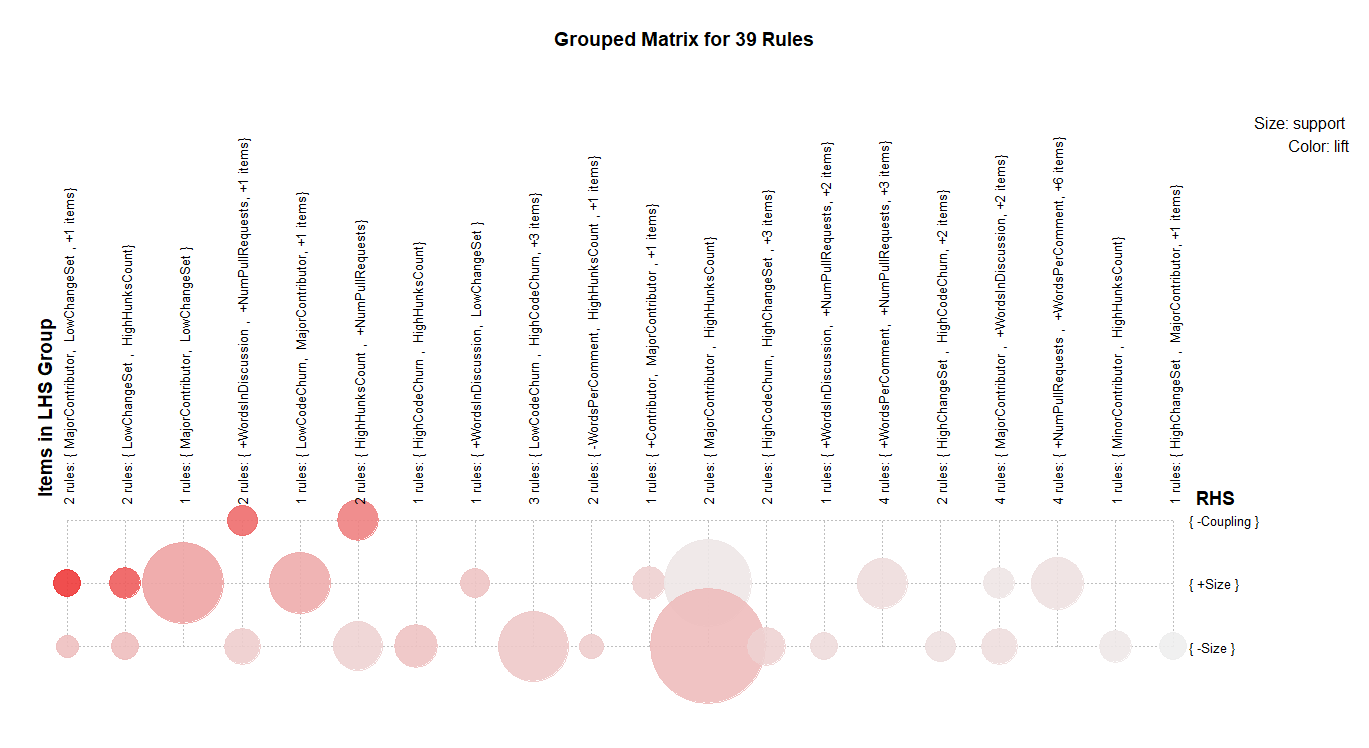 Grouped Matrix for 39 Rules
Size: support
Color: lift
Items in LHS Group
2 rules: { MajorContributor, LowChangeSet , +1 items}
2 rules: { LowChangeSet , HighHunksCount}
1 rules: { MajorContributor, LowChangeSet }
2 rules: { +WordsInDiscussion , +NumPullRequests, +1 items}
1 rules: { LowCodeChurn, MajorContributor, +1 items}
2 rules: { HighHunksCount , +NumPullRequests}
1 rules: { HighCodeChurn , HighHunksCount}
1 rules: { +WordsInDiscussion, LowChangeSet }
3 rules: { LowCodeChurn , HighCodeChurn, +3 items}
2 rules: { -WordsPerComment, HighHunksCount , +1 items}
1 rules: { +Contributor, MajorContributor , +1 items}
2 rules: { MajorContributor , HighHunksCount}
2 rules: { HighCodeChurn, HighChangeSet , +3 items}
1 rules: { +WordsInDiscussion, +NumPullRequests, +2 items}
4 rules: { +WordsPerComment, +NumPullRequests, +3 items}
2 rules: { HighChangeSet , HighCodeChurn, +2 items}
4 rules: { MajorContributor , +WordsInDiscussion, +2 items}
4 rules: { +NumPullRequests , +WordsPerComment, +6 items}
1 rules: { MinorContributor , HighHunksCount}
1 rules: { HighChangeSet , MajorContributor, +1 items}
RHS
{ -Coupling }
{ +Size }
{ -Size }